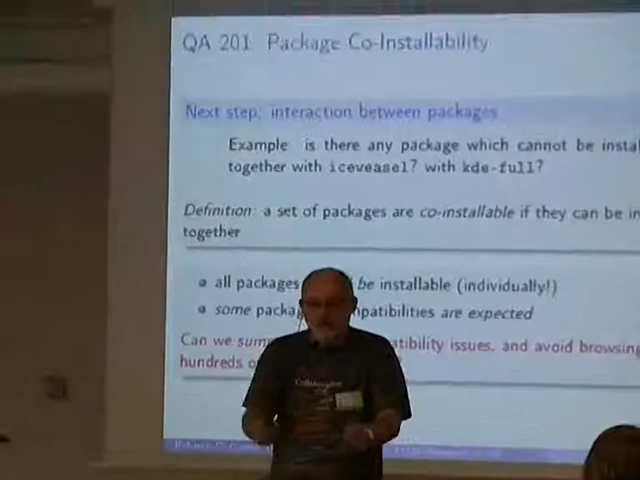 QA 201: Package Co-Installability
Next step: interaction between packages
Example is there any package which cannot be instal
together with icevease1? with kde-full?
Definition: a set of packages are co-installable if they can be in
together
all packages be installable (individually!)
some packag patibilities are expected
Can we summ atibility issues, and avoid browsing
hundreds o